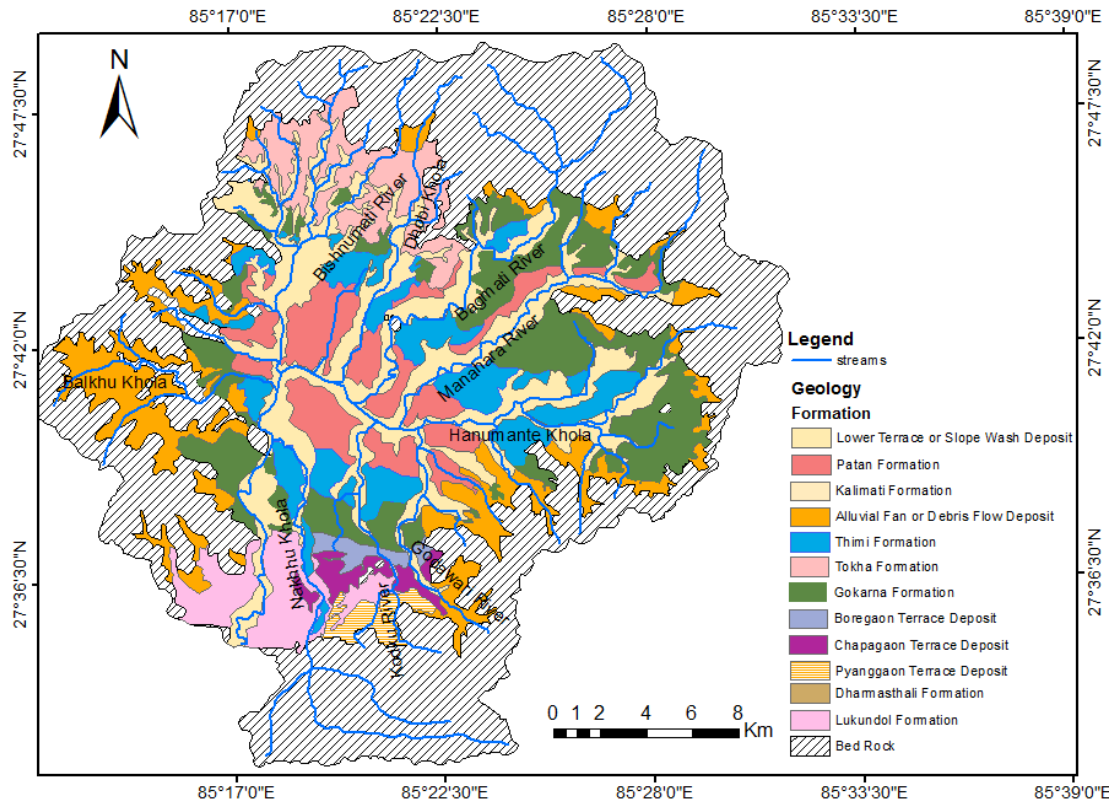 85°17'0"E 85°22'30"E 85°28'0"E 85°33'30"E 85°39'0"E
N
27°47'30"N
27°47'30"N
Bishnumati River
Dhobi Khola
Bagmati River
Manahara River
27°42'0"N
27°42'0"N
Balkhu Khola
Hanumante Khola
Nakhu Khola
Godawari River
Kodku River
27°36'30"N
27°36'30"N
Legend
streams
Geology
Formation
Lower Terrace or Slope Wash Deposit
Patan Formation
Kalimati Formation
Alluvial Fan or Debris Flow Deposit
Thimi Formation
Tokha Formation
Gokarna Formation
Boregaon Terrace Deposit
Chapagaon Terrace Deposit
Pyanggaon Terrace Deposit
Dharmasthali Formation
Lukundol Formation
Bed Rock
0 1 2 4 6 8
Km
85°17'0"E 85°22'30"E 85°28'0"E 85°33'30"E 85°39'0"E